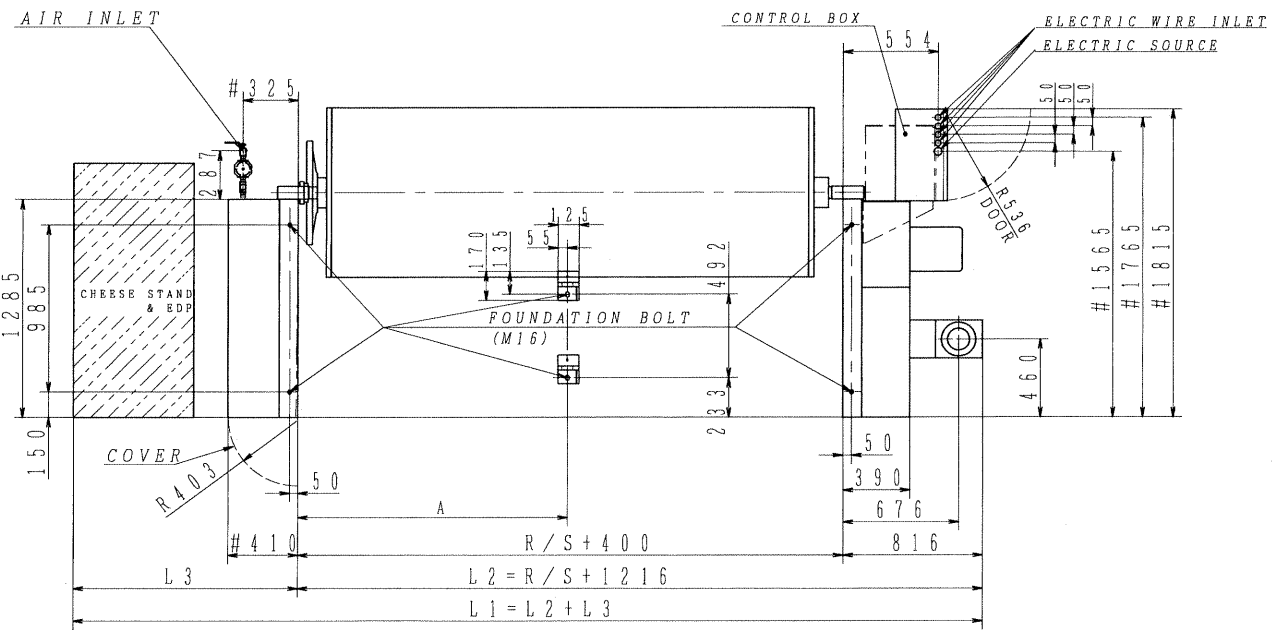 AIR INLET
CONTROL BOX
ELECTRIC WIRE INLET
ELECTRIC SOURCE
554
#325
50
50
50
287
R536
DOOR
125
55
170
135
492
#1565
#1765
#1815
1285
985
CHEESE STAND
& EDP
FOUNDATION BOLT
(M16)
460
233
150
COVER
R403
50
50
390
A
676
#410
R/S+400
816
L3
L2=R/S+1216
L1=L2+L3